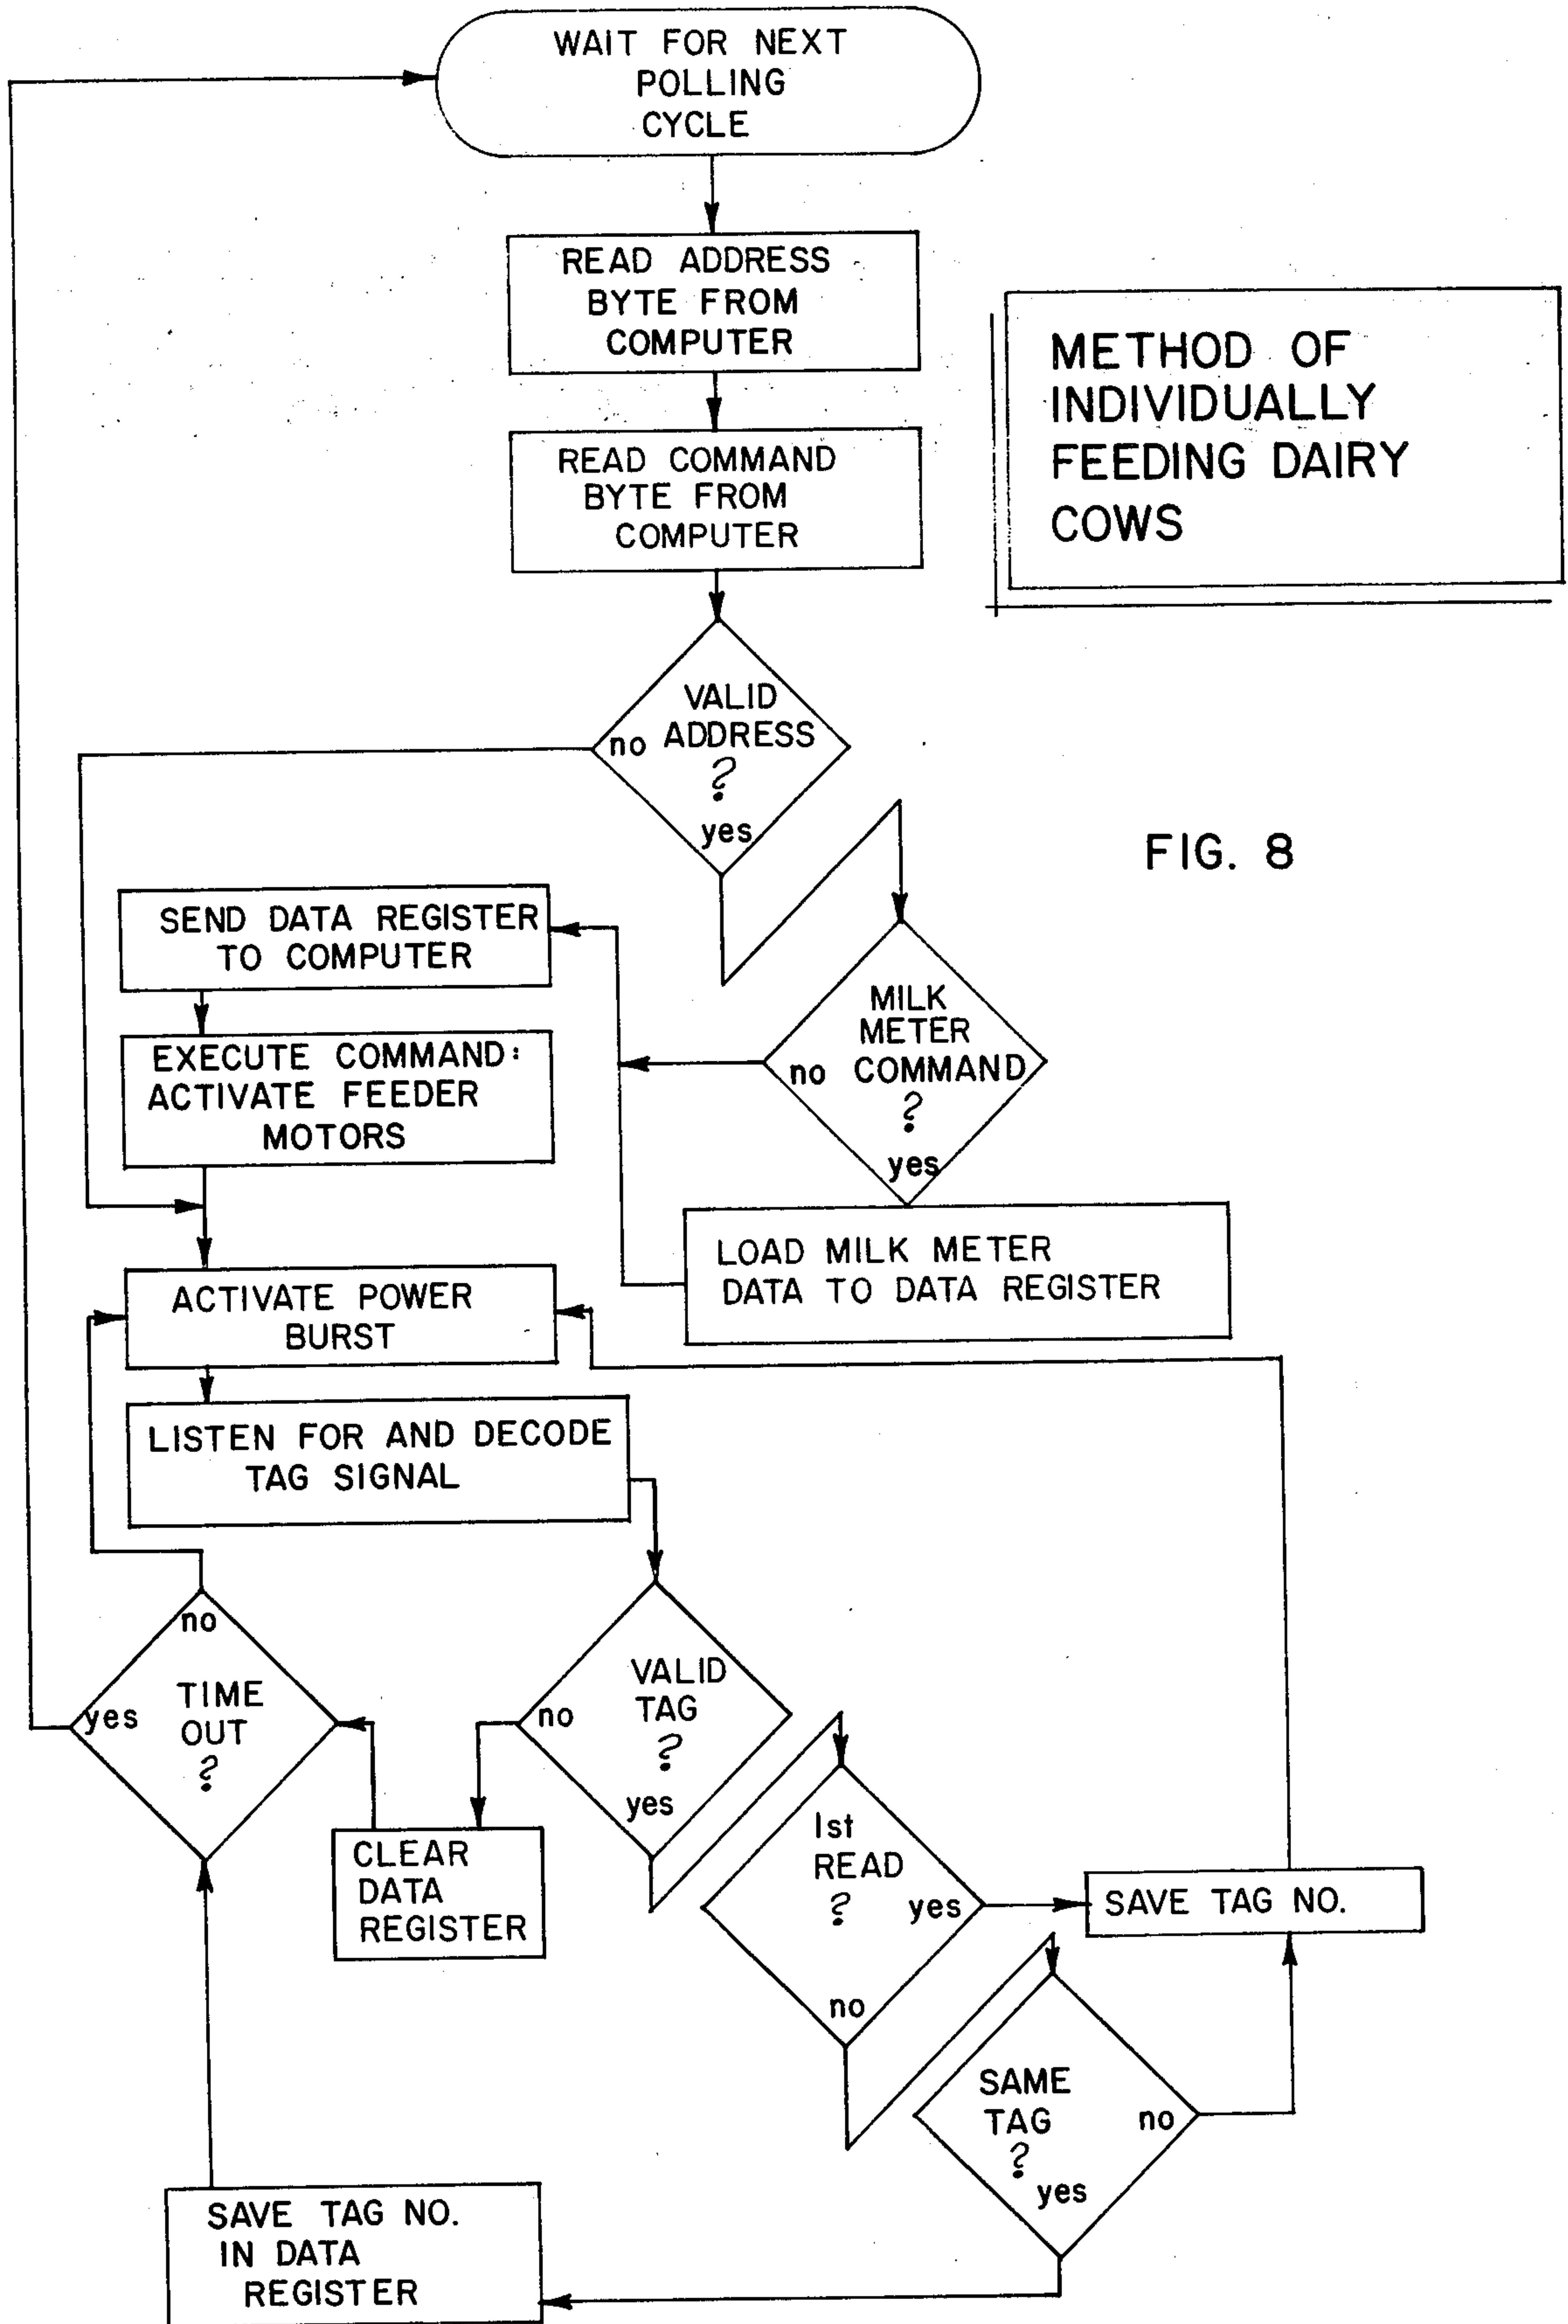 WAIT FOR NEXT
POLLING
CYCLE
READ ADDRESS
BYTE FROM
COMPUTER
METHOD OF
INDIVIDUALLY
FEEDING DAIRY
COWS
READ COMMAND
BYTE FROM
COMPUTER
VALID
no ADDRESS
?
yes
FIG. 8
SEND DATA REGISTER
TO COMPUTER
MILK
METER
no COMMAND
?
yes
EXECUTE COMMAND:
ACTIVATE FEEDER
MOTORS
LOAD MILK METER
DATA TO DATA REGISTER
ACTIVATE POWER
BURST
LISTEN FOR AND DECODE
TAG SIGNAL
no
TIME
yes OUT
?
VALID
no TAG
?
yes
CLEAR
DATA
REGISTER
1st
READ
? yes
no
SAVE TAG NO.
SAME
TAG no
?
yes
SAVE TAG NO.
IN DATA
REGISTER